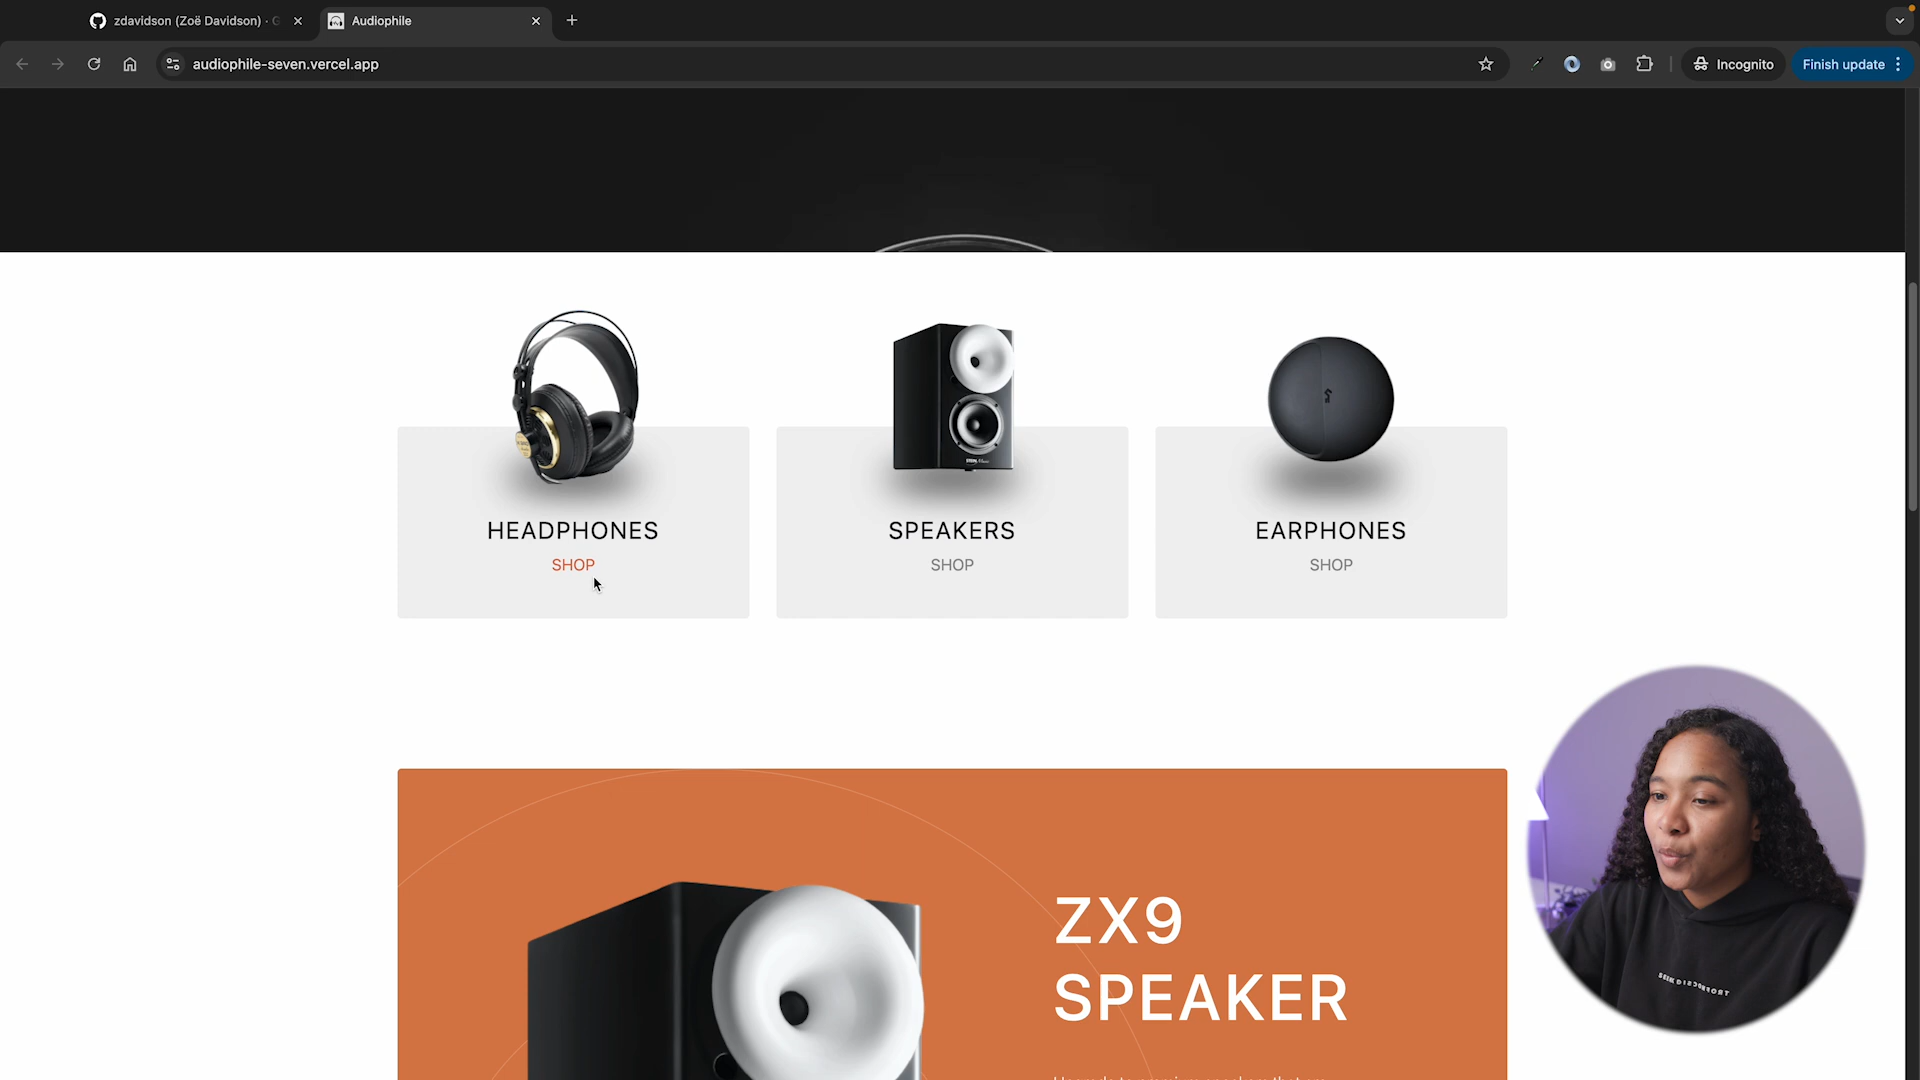 zdavidson (Zoë Davidson) · G
Audiophile
audiophile-seven.vercel.app
Incognito
Finish update
HEADPHONES
SHOP
SPEAKERS
SHOP
EARPHONES
SHOP
ZX9
SPEAKER